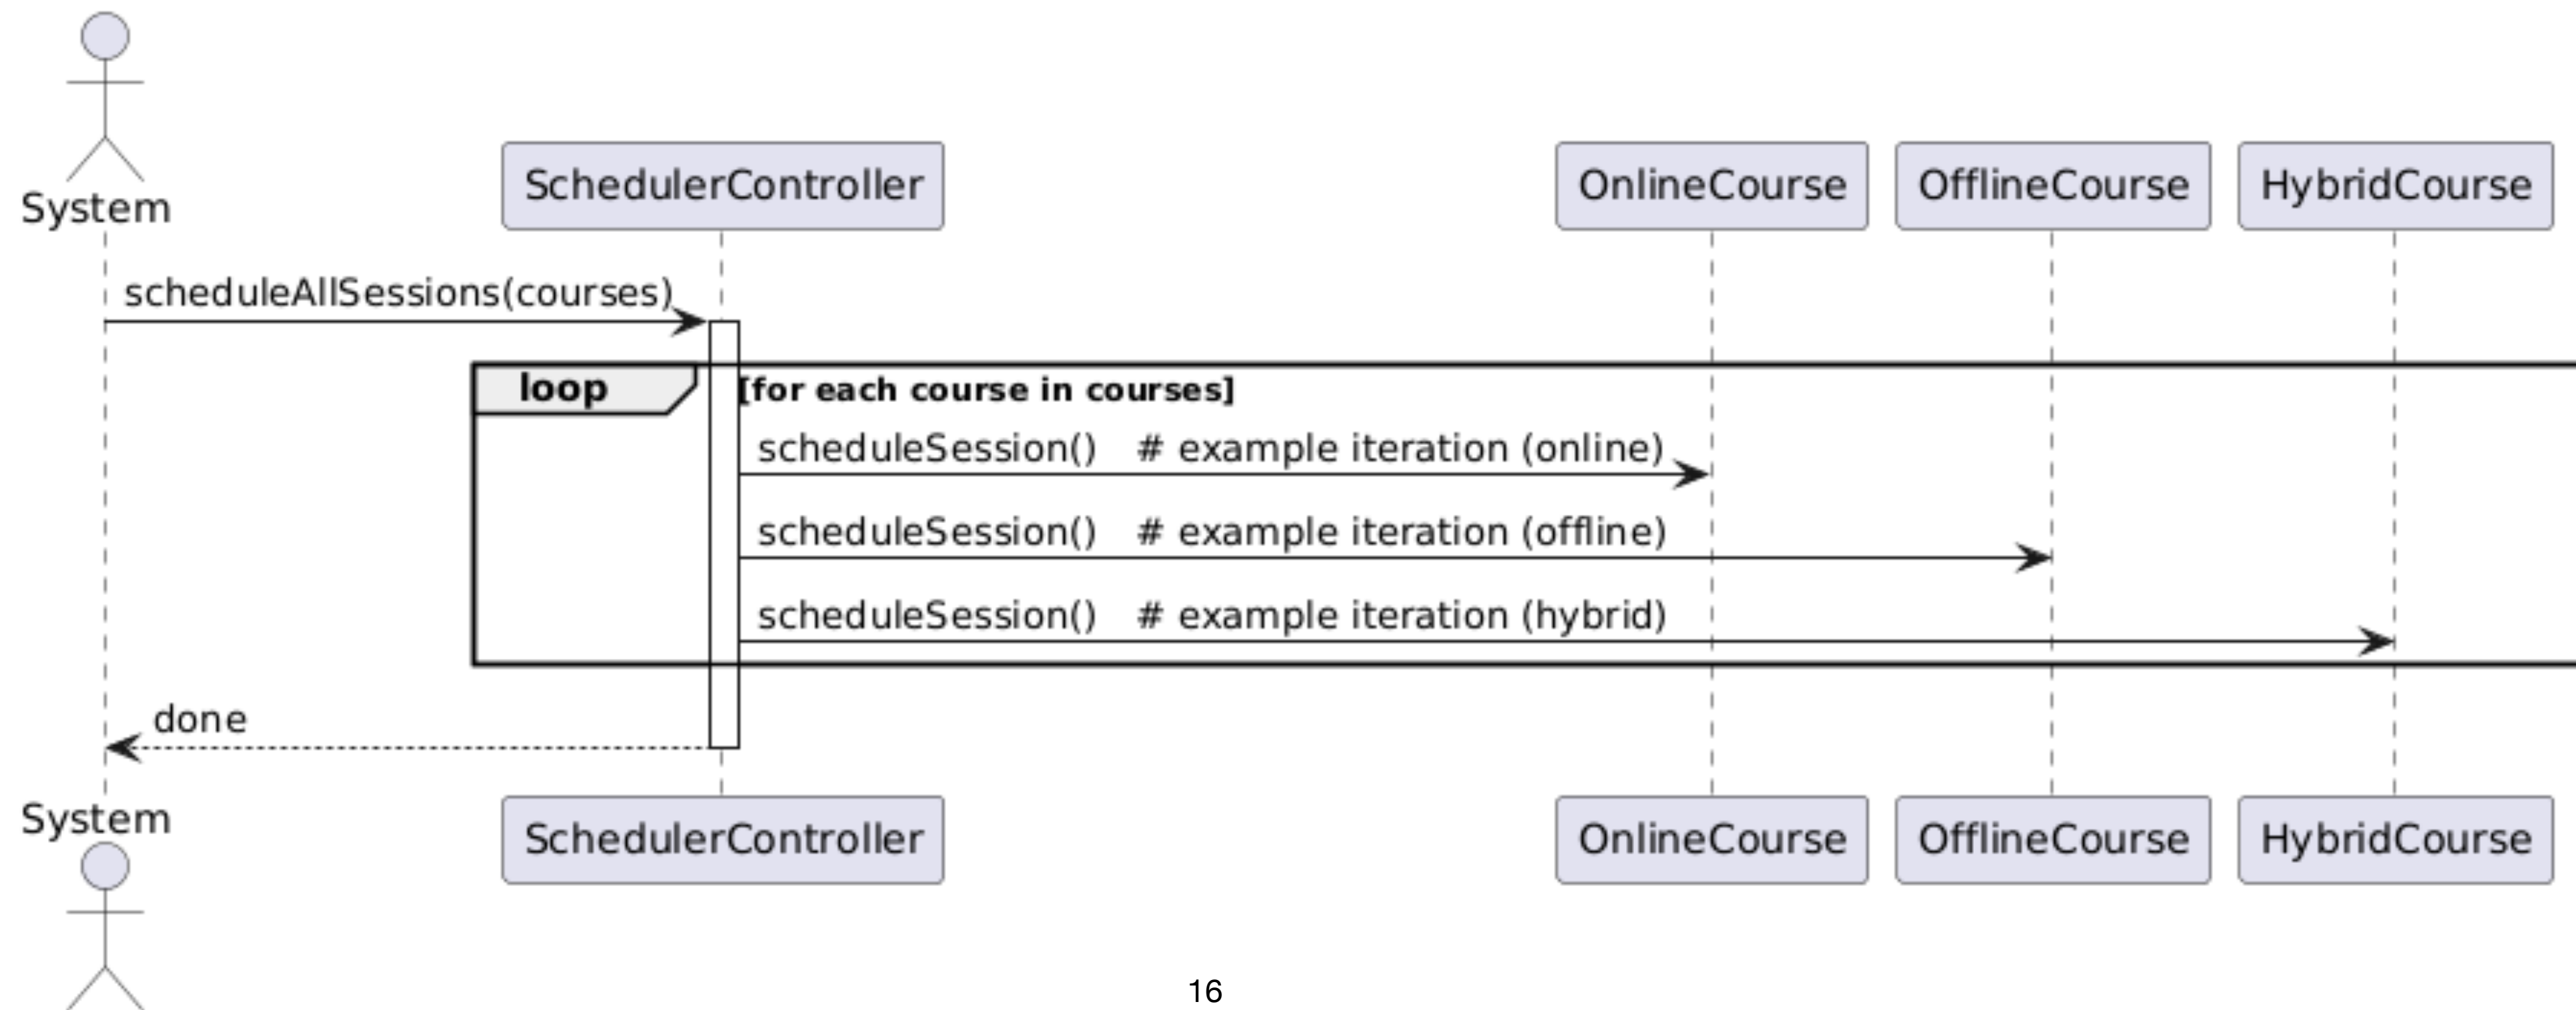 System
SchedulerController
OnlineCourse
OfflineCourse
HybridCourse
scheduleAllSessions(courses)
loop
[for each course in courses]
scheduleSession() # example iteration (online)
scheduleSession() # example iteration (offline)
scheduleSession() # example iteration (hybrid)
done
System
SchedulerController
OnlineCourse
OfflineCourse
HybridCourse
16